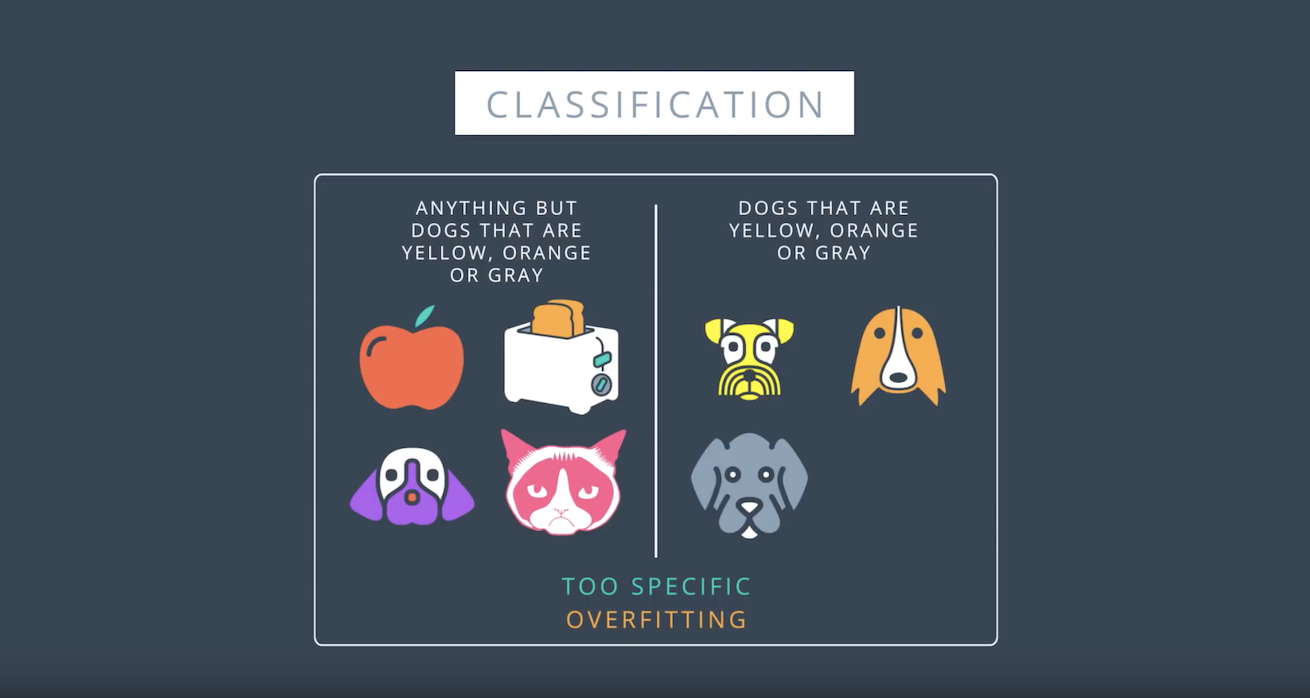 CLASSIFICATION
ANYTHING BUT
DOGS THAT ARE
YELLOW, ORANGE
OR GRAY
DOGS THAT ARE
YELLOW, ORANGE
OR GRAY
TOO SPECIFIC
OVERFITTING